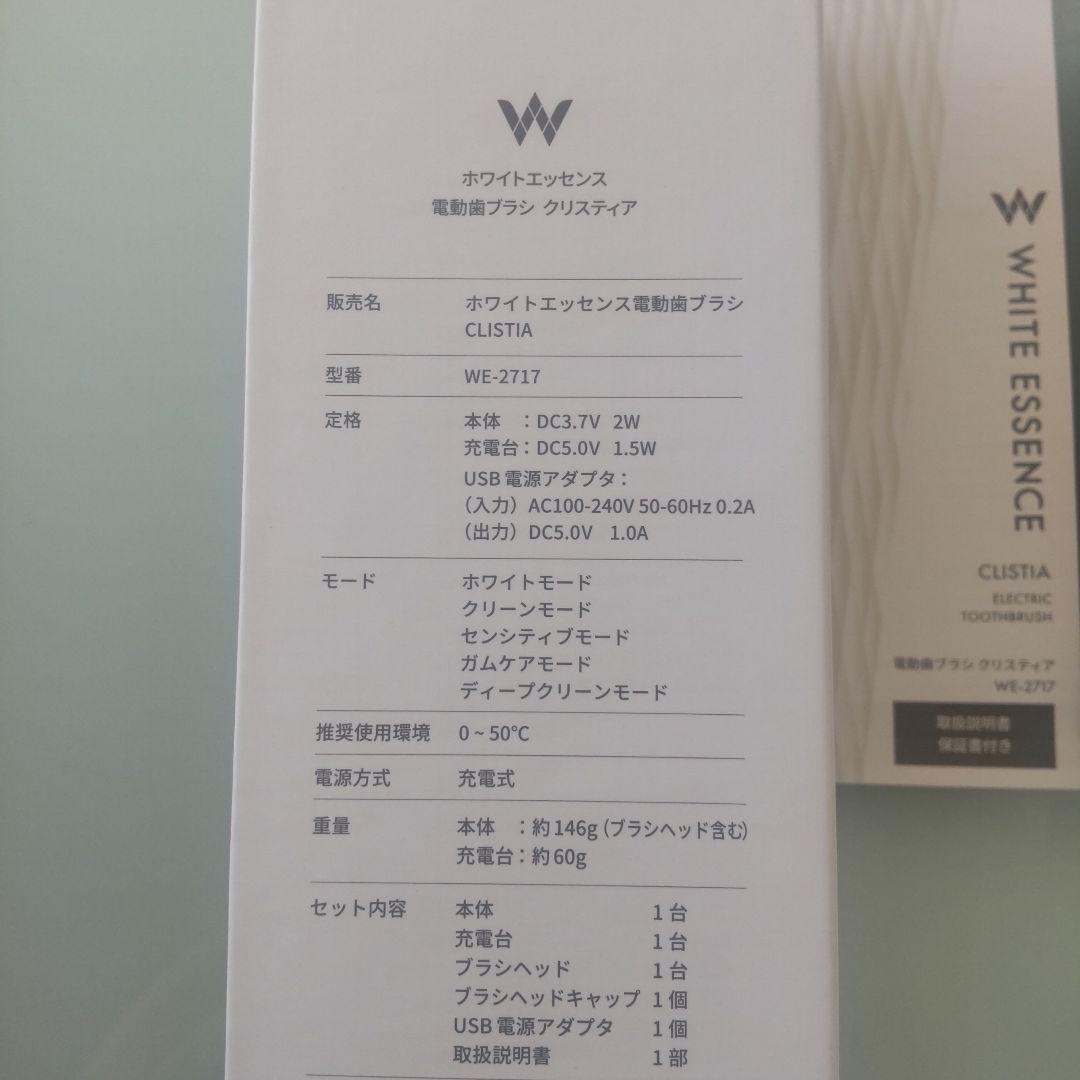 ホワイトエッセンス
電動歯ブラシ クリスティア
販売名 ホワイトエッセンス電動歯ブラシ
CLISTIA
型番 WE-2717
定格 本体 ：DC3.7V 2W
充電台：DC5.0V 1.5W
USB電源アダプタ：
（入力）AC100-240V 50-60Hz 0.2A
（出力）DC5.0V 1.0A
モード ホワイトモード
クリーンモード
センシティブモード
ガムケアモード
ディープクリーンモード
推奨使用環境 0~50℃
電源方式 充電式
重量 本体 ：約146g（ブラシヘッド含む）
充電台：約60g
セット内容 本体 1台
充電台 1台
ブラシヘッド 1台
ブラシヘッドキャップ 1個
USB電源アダプタ 1個
取扱説明書 1部
WHITE ESSENCE
CLISTIA
ELECTRIC
TOOTHBRUSH
電動歯ブラシ クリスティア
WE-2717
取扱説明書
保証書付き